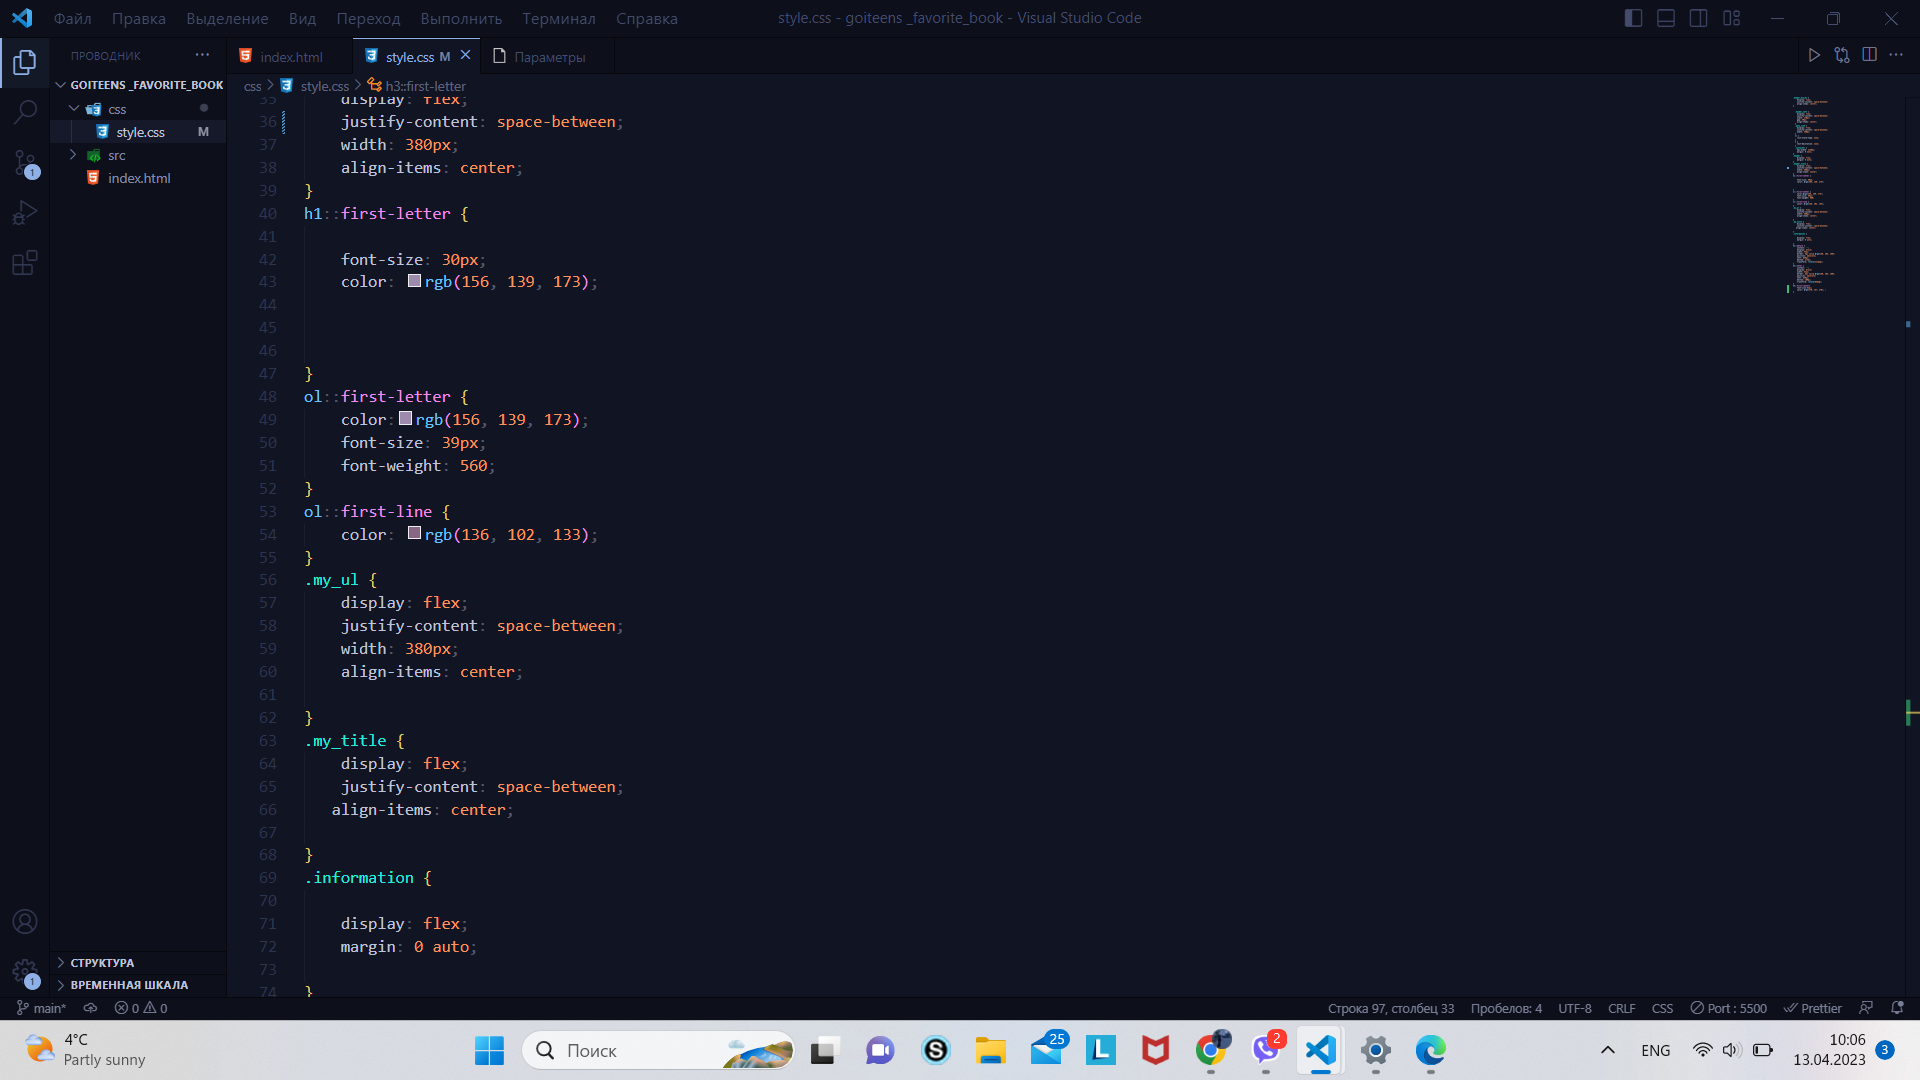 Файл Правка Выделение Вид Переход Выполнить Терминал Справка
style.css - goiteens _favorite_book - Visual Studio Code
ПРОВОДНИК
index.html
style.css M
Параметры
GOITEENS _FAVORITE_BOOK
css
style.css M
src
index.html
css > style.css > h3::first-letter
35 display: flex;
36 justify-content: space-between;
37 width: 380px;
38 align-items: center;
39 }
40 h1::first-letter {
41
42 font-size: 30px;
43 color: rgb(156, 139, 173);
44
45
46
47 }
48 ol::first-letter {
49 color: rgb(156, 139, 173);
50 font-size: 39px;
51 font-weight: 560;
52 }
53 ol::first-line {
54 color: rgb(136, 102, 133);
55 }
56 .my_ul {
57 display: flex;
58 justify-content: space-between;
59 width: 380px;
60 align-items: center;
61
62 }
63 .my_title {
64 display: flex;
65 justify-content: space-between;
66 align-items: center;
67
68 }
69 .information {
70
71 display: flex;
72 margin: 0 auto;
73
74 }
1
1
СТРУКТУРА
ВРЕМЕННАЯ ШКАЛА
main* 0 0
Строка 97, столбец 33 Пробелов: 4 UTF-8 CRLF CSS Port : 5500 Prettier
4°C
Partly sunny
Поиск
25
2
ENG
10:06
13.04.2023
3